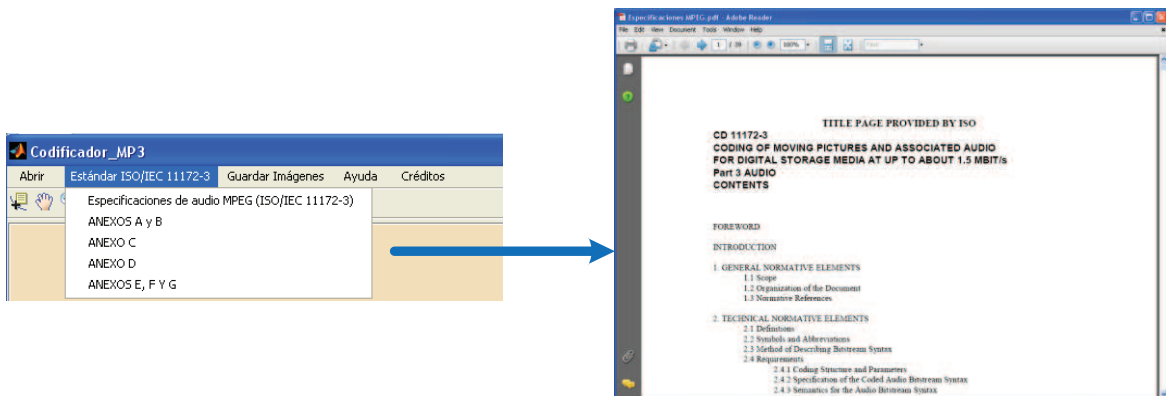 Codificador_MP3
Abrir Estándar ISO/IEC 11172-3 Guardar Imágenes Ayuda Créditos
Especificaciones de audio MPEG (ISO/IEC 11172-3)
ANEXOS A y B
ANEXO C
ANEXO D
ANEXOS E, F Y G
Especificaciones MPEG.pdf - Adobe Reader
File Edit View Document Tools Window Help
1 / 39 100%
TITLE PAGE PROVIDED BY ISO
CD 11172-3
CODING OF MOVING PICTURES AND ASSOCIATED AUDIO
FOR DIGITAL STORAGE MEDIA AT UP TO ABOUT 1.5 MBIT/s
Part 3 AUDIO
CONTENTS
FOREWORD
INTRODUCTION
1. GENERAL NORMATIVE ELEMENTS
1.1 Scope
1.2 Organization of the Document
1.3 Normative References
2. TECHNICAL NORMATIVE ELEMENTS
2.1 Definitions
2.2 Symbols and Abbreviations
2.3 Method of Describing Bitstream Syntax
2.4 Requirements
2.4.1 Coding Structure and Parameters
2.4.2 Specification of the Coded Audio Bitstream Syntax
2.4.3 Semantics for the Audio Bitstream Syntax